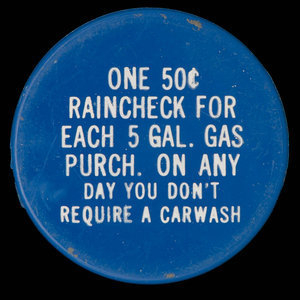 ONE 50¢
RAINCHECK FOR
EACH 5 GAL. GAS
PURCH. ON ANY
DAY YOU DON'T
REQUIRE A CARWASH